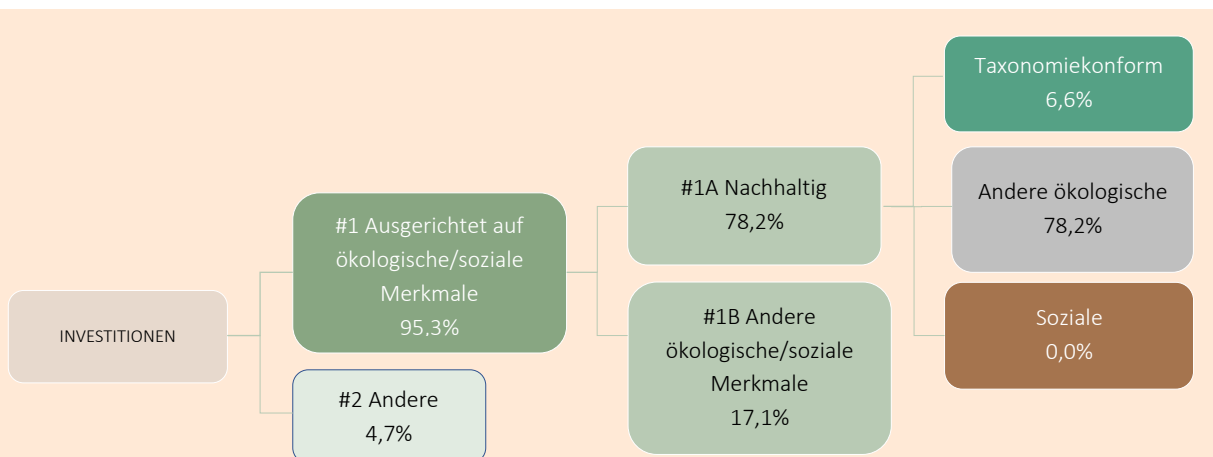 INVESTITIONEN
#1 Ausgerichtet auf
ökologische/soziale
Merkmale
95,3%
#2 Andere
4,7%
#1A Nachhaltig
78,2%
#1B Andere
ökologische/soziale
Merkmale
17,1%
Taxonomiekonform
6,6%
Andere ökologische
78,2%
Soziale
0,0%